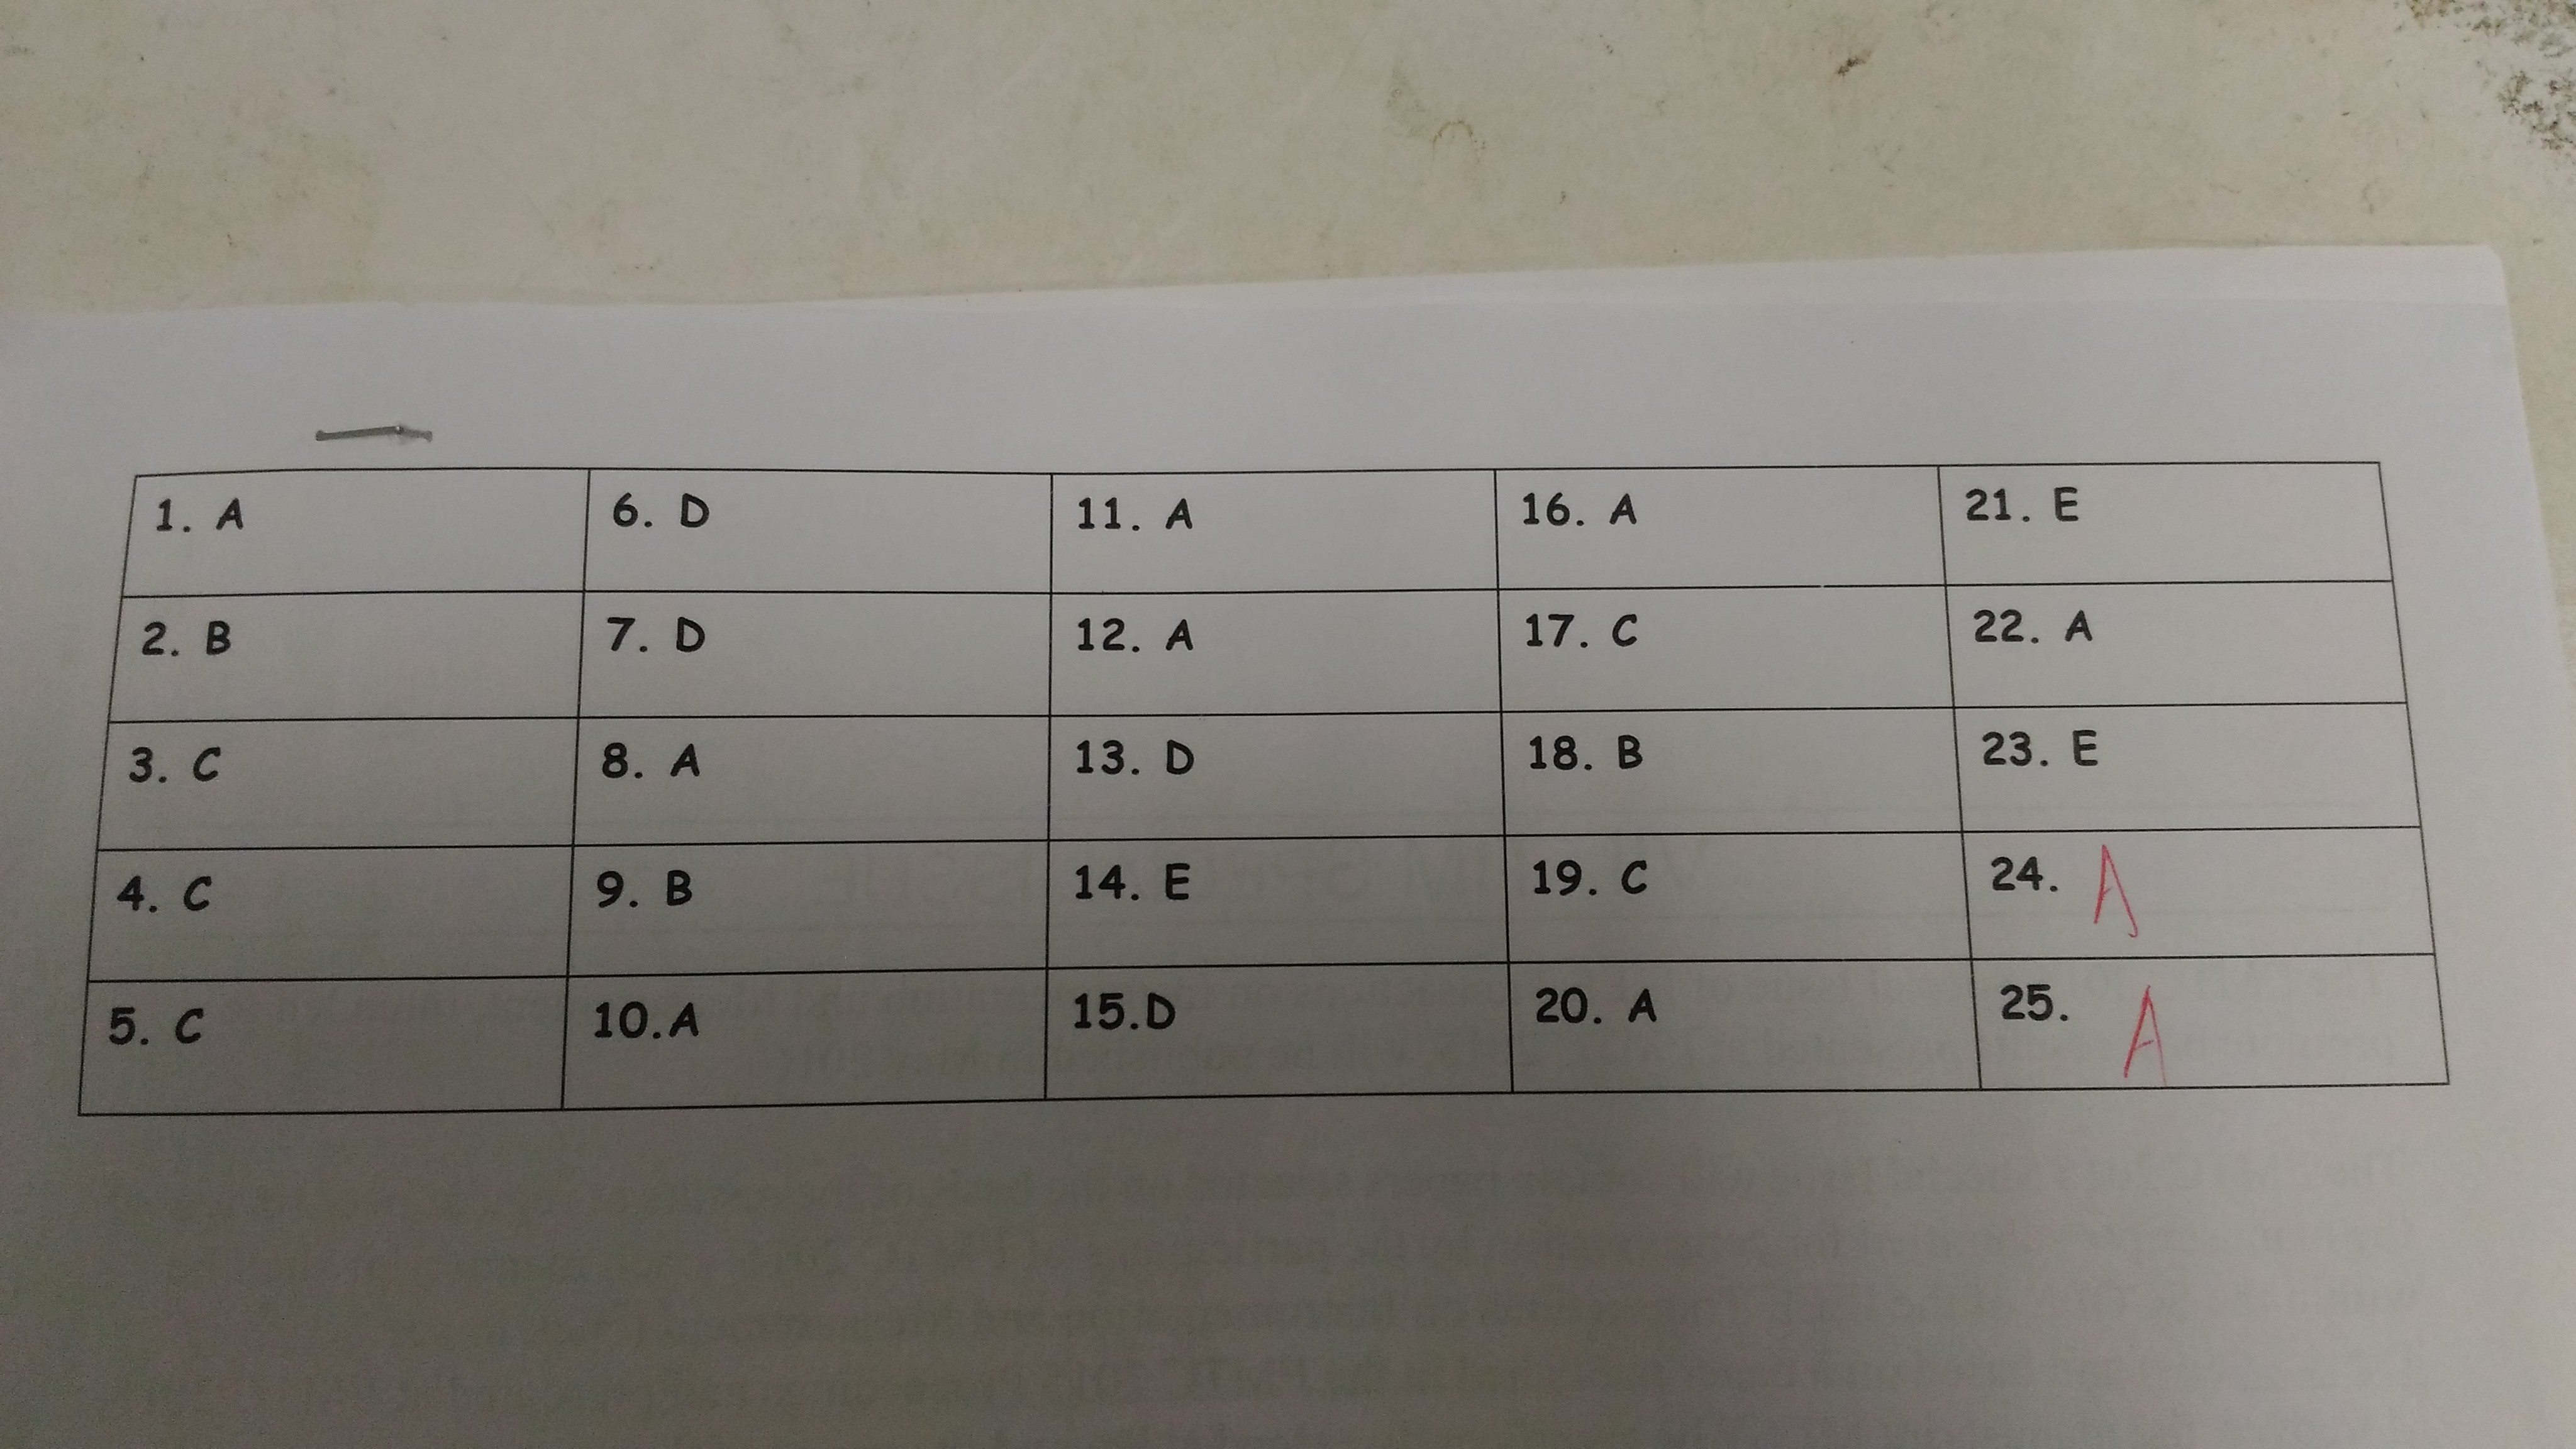 1. A 6. D 11. A 16. A 21. E
2. B 7. D 12. A 17. C 22. A
3. C 8. A 13. D 18. B 23. E
4. C 9. B 14. E 19. C 24. A
5. C 10.A 15.D 20. A 25. A